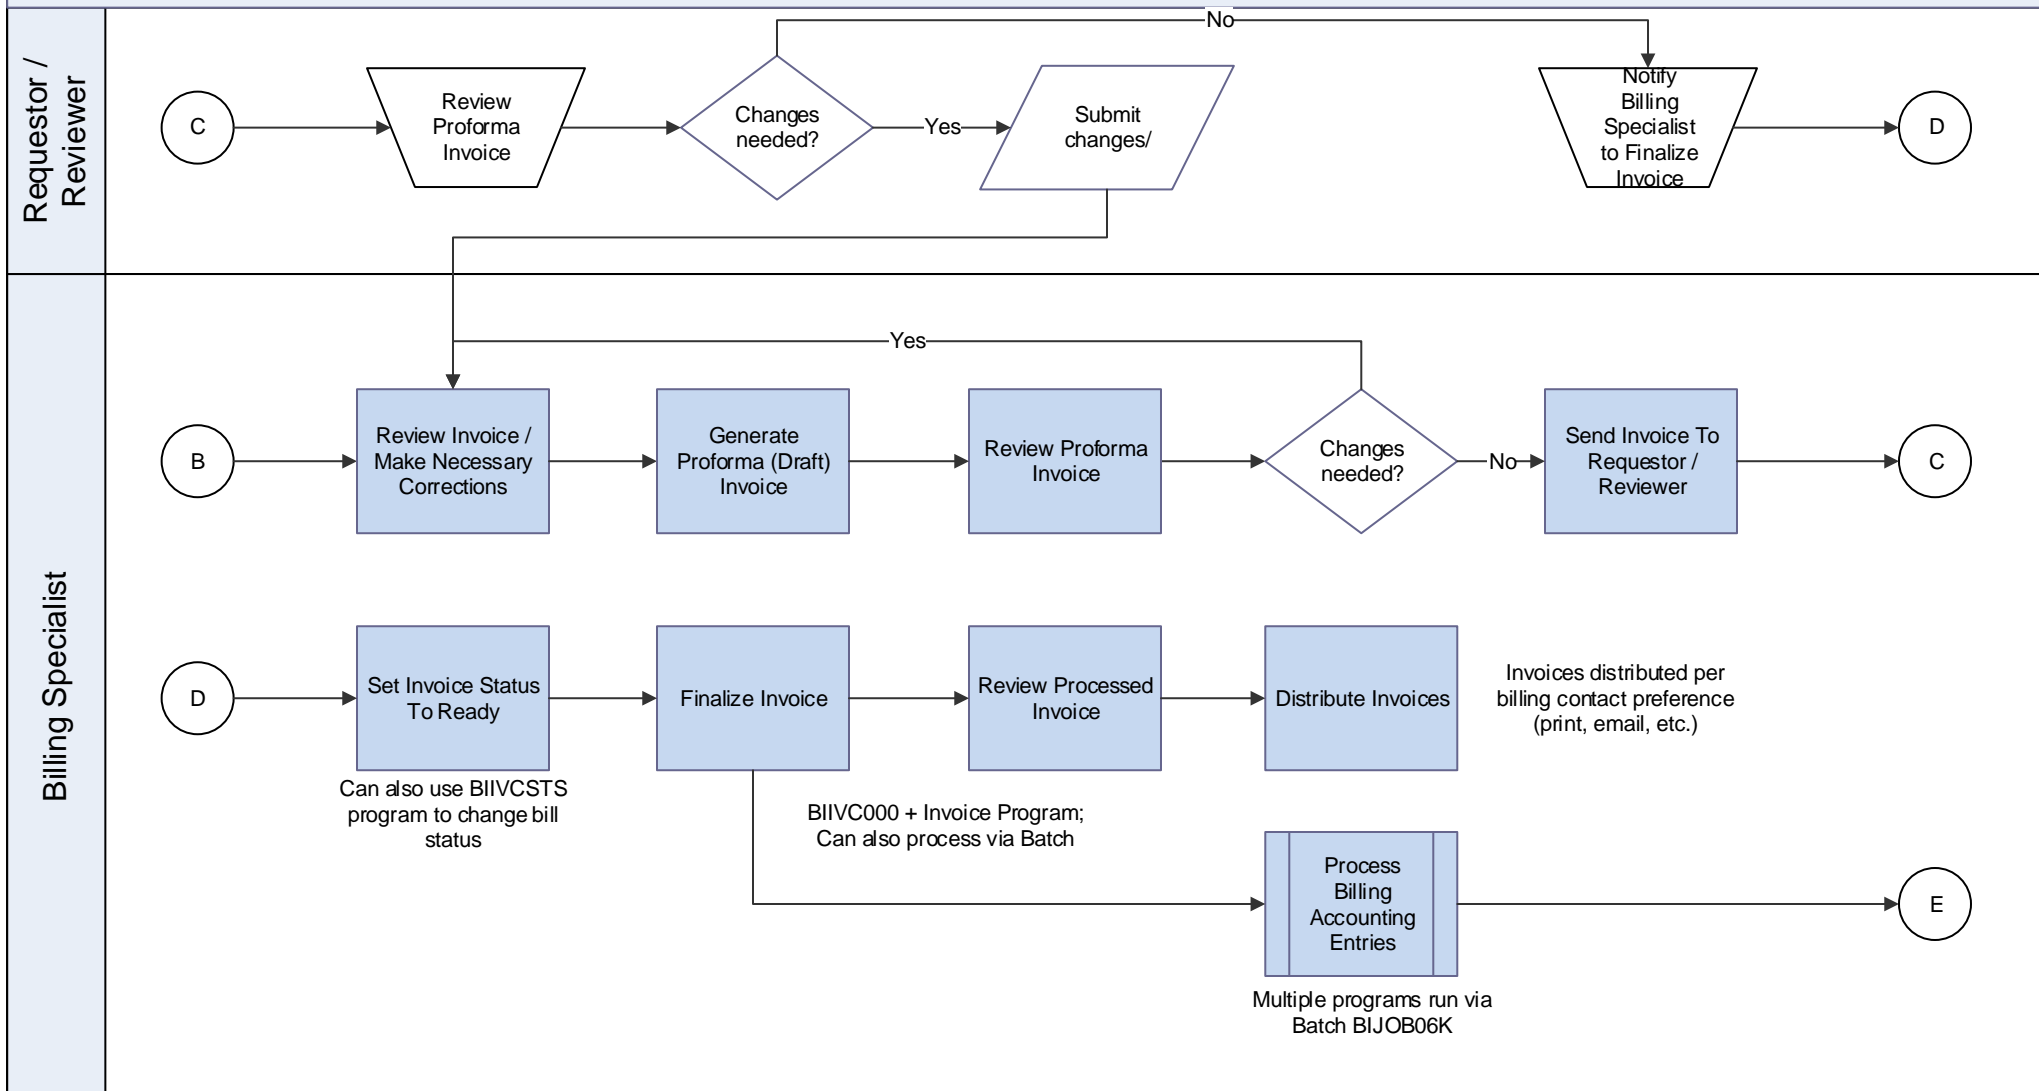 No
Requestor /
Reviewer
C
Review
Proforma
Invoice
Changes
needed?
Yes
Submit
changes/
Notify
Billing
Specialist
to Finalize
Invoice
D
Billing Specialist
Yes
B
Review Invoice /
Make Necessary
Corrections
Generate
Proforma (Draft)
Invoice
Review Proforma
Invoice
Changes
needed?
No
Send Invoice To
Requestor /
Reviewer
C
D
Set Invoice Status
To Ready
Finalize Invoice
Review Processed
Invoice
Distribute Invoices
Invoices distributed per
billing contact preference
(print, email, etc.)
Can also use BIIVCSTS
program to change bill
status
BIIVC000 + Invoice Program;
Can also process via Batch
Process
Billing
Accounting
Entries
E
Multiple programs run via
Batch BIJOB06K